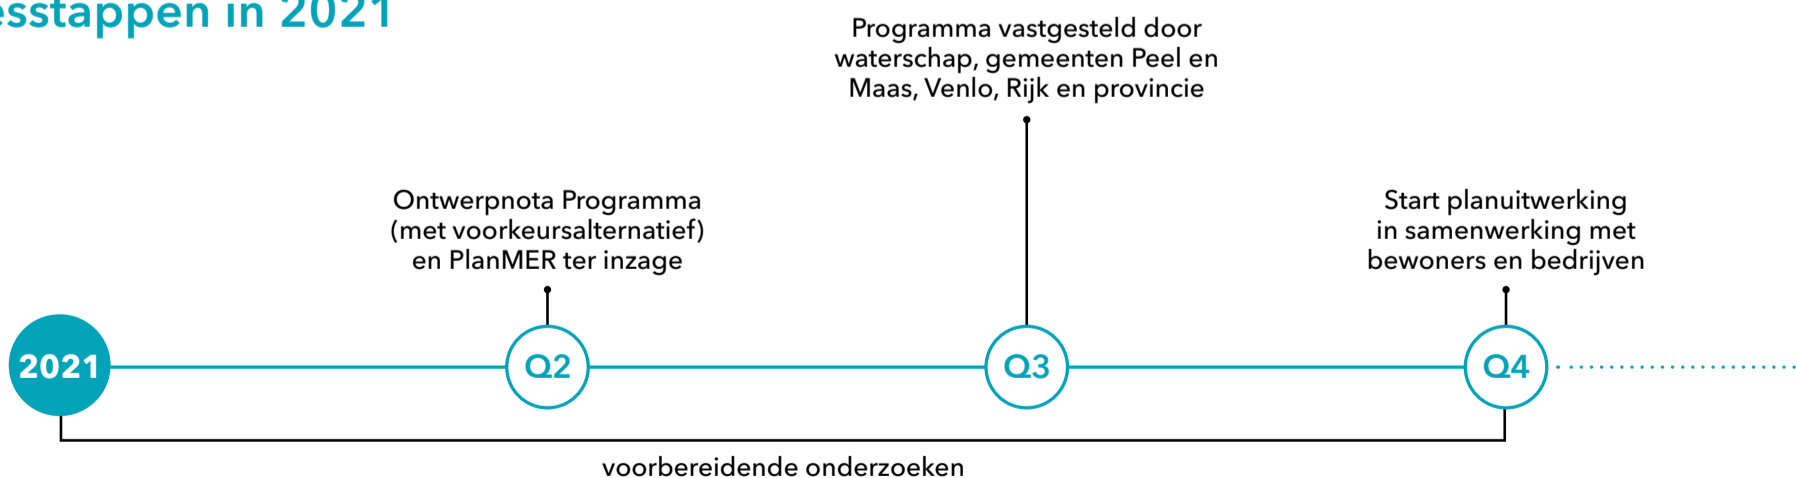 esstappen in 2021
Programma vastgesteld door
waterschap, gemeenten Peel en
Maas, Venlo, Rijk en provincie
Ontwerpnota Programma
(met voorkeursalternatief)
en PlanMER ter inzage
Start planuitwerking
in samenwerking met
bewoners en bedrijven
2021
Q2
Q3
Q4
voorbereidende onderzoeken